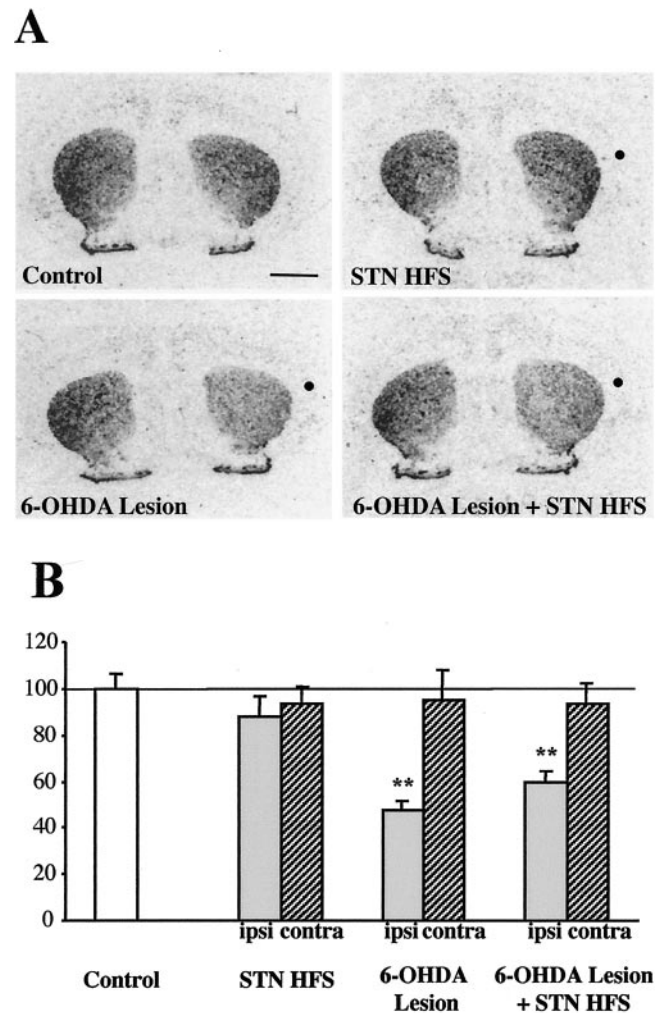 A
Control
STN HFS
6-OHDA Lesion
6-OHDA Lesion + STN HFS
B
120
100
80
60
40
20
0
**
**
ipsi contra
ipsi contra
ipsi contra
Control
STN HFS
6-OHDA
Lesion
6-OHDA Lesion
+ STN HFS